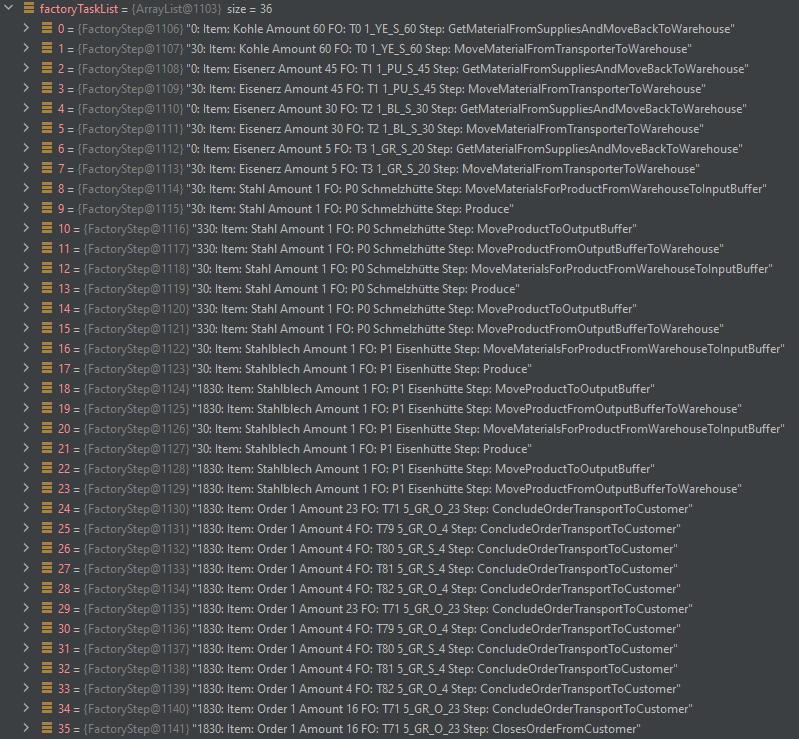 factoryTaskList = {ArrayList@1103} size = 36
0 = {FactoryStep@1106} "0: Item: Kohle Amount 60 FO: T0 1_YE_S_60 Step: GetMaterialFromSuppliesAndMoveBackToWarehouse"
1 = {FactoryStep@1107} "30: Item: Kohle Amount 60 FO: T0 1_YE_S_60 Step: MoveMaterialFromTransporterToWarehouse"
2 = {FactoryStep@1108} "0: Item: Eisenerz Amount 45 FO: T1 1_PU_S_45 Step: GetMaterialFromSuppliesAndMoveBackToWarehouse"
3 = {FactoryStep@1109} "30: Item: Eisenerz Amount 45 FO: T1 1_PU_S_45 Step: MoveMaterialFromTransporterToWarehouse"
4 = {FactoryStep@1110} "0: Item: Eisenerz Amount 30 FO: T2 1_BL_S_30 Step: GetMaterialFromSuppliesAndMoveBackToWarehouse"
5 = {FactoryStep@1111} "30: Item: Eisenerz Amount 30 FO: T2 1_BL_S_30 Step: MoveMaterialFromTransporterToWarehouse"
6 = {FactoryStep@1112} "0: Item: Eisenerz Amount 5 FO: T3 1_GR_S_20 Step: GetMaterialFromSuppliesAndMoveBackToWarehouse"
7 = {FactoryStep@1113} "30: Item: Eisenerz Amount 5 FO: T3 1_GR_S_20 Step: MoveMaterialFromTransporterToWarehouse"
8 = {FactoryStep@1114} "30: Item: Stahl Amount 1 FO: P0 Schmelzhütte Step: MoveMaterialsForProductFromWarehouseToInputBuffer"
9 = {FactoryStep@1115} "30: Item: Stahl Amount 1 FO: P0 Schmelzhütte Step: Produce"
10 = {FactoryStep@1116} "330: Item: Stahl Amount 1 FO: P0 Schmelzhütte Step: MoveProductToOutputBuffer"
11 = {FactoryStep@1117} "330: Item: Stahl Amount 1 FO: P0 Schmelzhütte Step: MoveProductFromOutputBufferToWarehouse"
12 = {FactoryStep@1118} "30: Item: Stahl Amount 1 FO: P0 Schmelzhütte Step: MoveMaterialsForProductFromWarehouseToInputBuffer"
13 = {FactoryStep@1119} "30: Item: Stahl Amount 1 FO: P0 Schmelzhütte Step: Produce"
14 = {FactoryStep@1120} "330: Item: Stahl Amount 1 FO: P0 Schmelzhütte Step: MoveProductToOutputBuffer"
15 = {FactoryStep@1121} "330: Item: Stahl Amount 1 FO: P0 Schmelzhütte Step: MoveProductFromOutputBufferToWarehouse"
16 = {FactoryStep@1122} "30: Item: Stahlblech Amount 1 FO: P1 Eisenhütte Step: MoveMaterialsForProductFromWarehouseToInputBuffer"
17 = {FactoryStep@1123} "30: Item: Stahlblech Amount 1 FO: P1 Eisenhütte Step: Produce"
18 = {FactoryStep@1124} "1830: Item: Stahlblech Amount 1 FO: P1 Eisenhütte Step: MoveProductToOutputBuffer"
19 = {FactoryStep@1125} "1830: Item: Stahlblech Amount 1 FO: P1 Eisenhütte Step: MoveProductFromOutputBufferToWarehouse"
20 = {FactoryStep@1126} "30: Item: Stahlblech Amount 1 FO: P1 Eisenhütte Step: MoveMaterialsForProductFromWarehouseToInputBuffer"
21 = {FactoryStep@1127} "30: Item: Stahlblech Amount 1 FO: P1 Eisenhütte Step: Produce"
22 = {FactoryStep@1128} "1830: Item: Stahlblech Amount 1 FO: P1 Eisenhütte Step: MoveProductToOutputBuffer"
23 = {FactoryStep@1129} "1830: Item: Stahlblech Amount 1 FO: P1 Eisenhütte Step: MoveProductFromOutputBufferToWarehouse"
24 = {FactoryStep@1130} "1830: Item: Order 1 Amount 23 FO: T71 5_GR_O_23 Step: ConcludeOrderTransportToCustomer"
25 = {FactoryStep@1131} "1830: Item: Order 1 Amount 4 FO: T79 5_GR_O_4 Step: ConcludeOrderTransportToCustomer"
26 = {FactoryStep@1132} "1830: Item: Order 1 Amount 4 FO: T80 5_GR_S_4 Step: ConcludeOrderTransportToCustomer"
27 = {FactoryStep@1133} "1830: Item: Order 1 Amount 4 FO: T81 5_GR_S_4 Step: ConcludeOrderTransportToCustomer"
28 = {FactoryStep@1134} "1830: Item: Order 1 Amount 4 FO: T82 5_GR_O_4 Step: ConcludeOrderTransportToCustomer"
29 = {FactoryStep@1135} "1830: Item: Order 1 Amount 23 FO: T71 5_GR_O_23 Step: ConcludeOrderTransportToCustomer"
30 = {FactoryStep@1136} "1830: Item: Order 1 Amount 4 FO: T79 5_GR_O_4 Step: ConcludeOrderTransportToCustomer"
31 = {FactoryStep@1137} "1830: Item: Order 1 Amount 4 FO: T80 5_GR_S_4 Step: ConcludeOrderTransportToCustomer"
32 = {FactoryStep@1138} "1830: Item: Order 1 Amount 4 FO: T81 5_GR_S_4 Step: ConcludeOrderTransportToCustomer"
33 = {FactoryStep@1139} "1830: Item: Order 1 Amount 4 FO: T82 5_GR_O_4 Step: ConcludeOrderTransportToCustomer"
34 = {FactoryStep@1140} "1830: Item: Order 1 Amount 16 FO: T71 5_GR_O_23 Step: ConcludeOrderTransportToCustomer"
35 = {FactoryStep@1141} "1830: Item: Order 1 Amount 16 FO: T71 5_GR_O_23 Step: ClosesOrderFromCustomer"